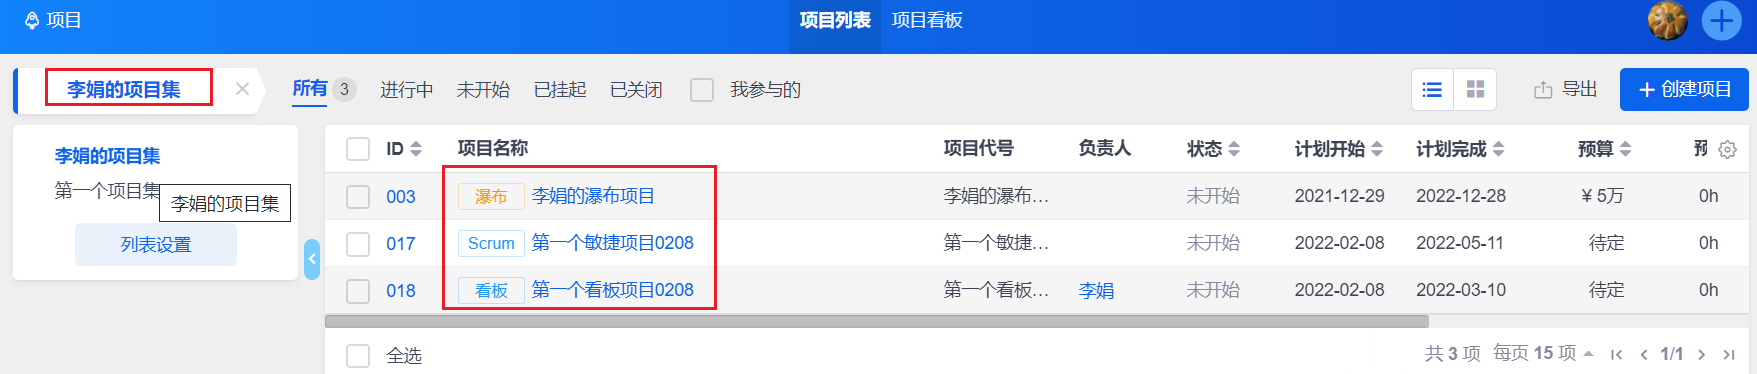 项目 项目列表 项目看板
李娟的项目集 × 所有 3 进行中 未开始 已挂起 已关闭 我参与的 导出 + 创建项目
李娟的项目集
第一个项目集
李娟的项目集
列表设置
ID 项目名称 项目代号 负责人 状态 计划开始 计划完成 预算
003 瀑布 李娟的瀑布项目 李娟的瀑布... 未开始 2021-12-29 2022-12-28 ¥ 5万 0h
017 Scrum 第一个敏捷项目0208 第一个敏捷... 未开始 2022-02-08 2022-05-11 待定 0h
018 看板 第一个看板项目0208 第一个看板... 李娟 未开始 2022-02-08 2022-03-10 待定 0h
全选 共 3 项 每页 15 项 1/1